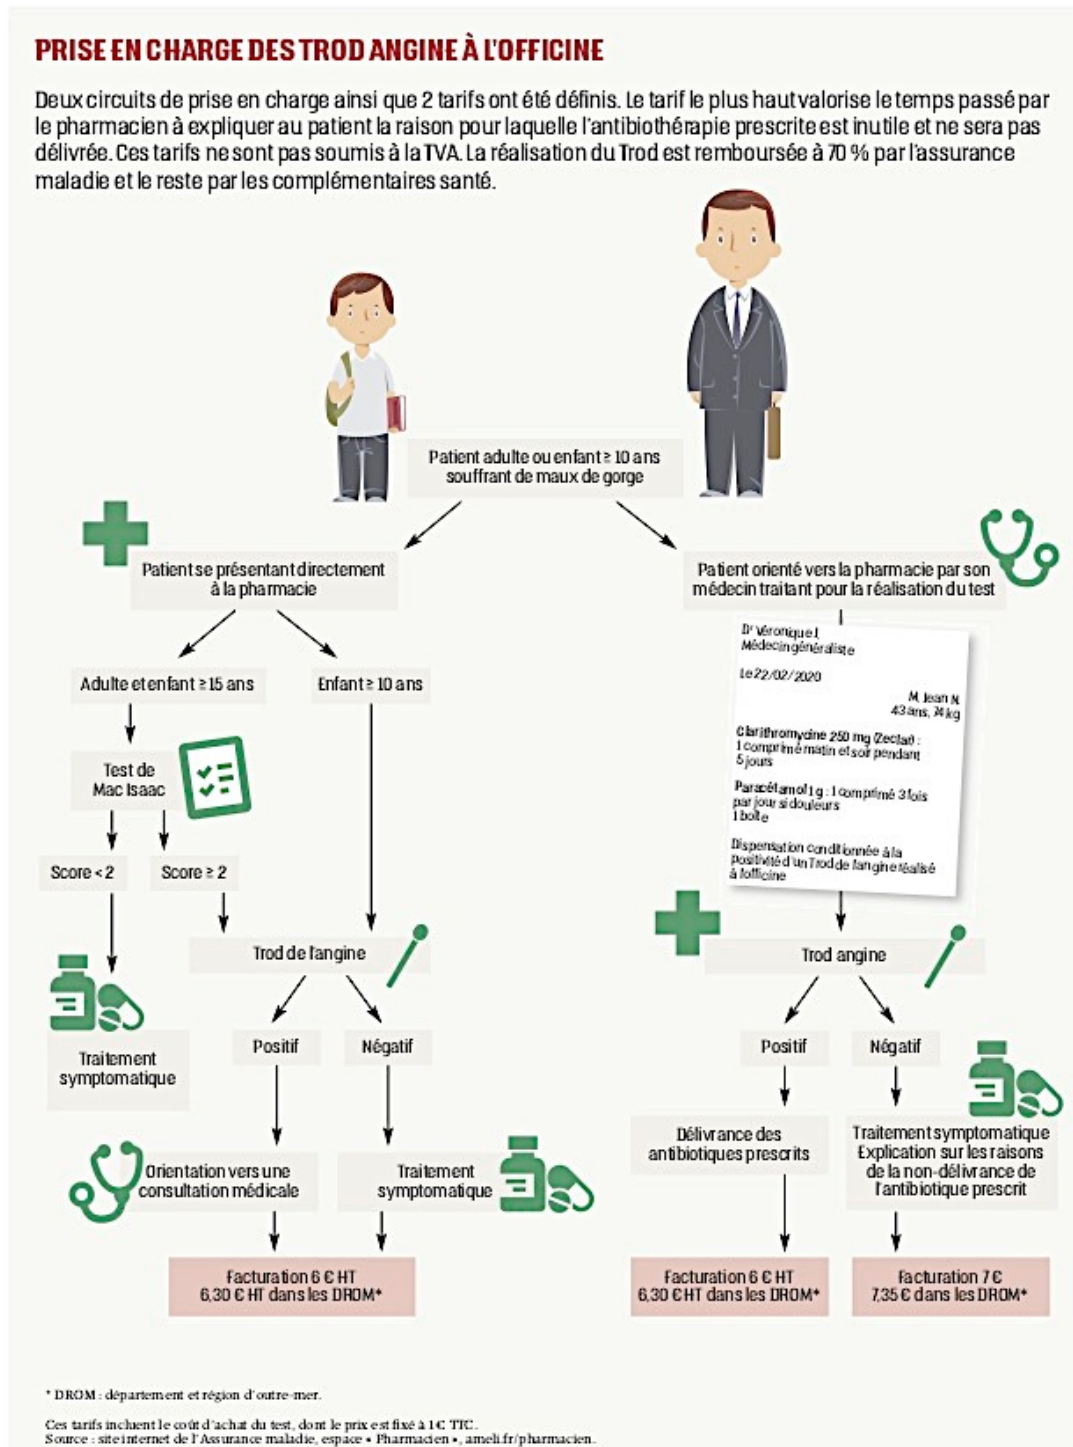 PRISE EN CHARGE DES TROD ANGINE À L'OFFICINE
Deux circuits de prise en charge ainsi que 2 tarifs ont été définis. Le tarif le plus haut valorise le temps passé par
le pharmacien à expliquer au patient la raison pour laquelle l'antibiothérapie prescrite est inutile et ne sera pas
délivrée. Ces tarifs ne sont pas soumis à la TVA. La réalisation du Trod est remboursée à 70 % par l'assurance
maladie et le reste par les complémentaires santé.
Patient adulte ou enfant ≥ 10 ans
souffrant de maux de gorge
Patient se présentant directement
à la pharmacie
Patient orienté vers la pharmacie par son
médecin traitant pour la réalisation du test
Adulte et enfant ≥ 15 ans
Enfant ≥ 10 ans
Test de
Mac Isaac
Score < 2
Score ≥ 2
Dr Véronique J.
Médecin généraliste
Le 22/02/2020
M. Jean N.
43 ans, 74 kg
Clarithromycine 250 mg (Zeclar) :
1 comprimé matin et soir pendant
5 jours
Paracétamol 1 g : 1 comprimé 3 fois
par jour si douleurs
1 boîte
Dispensation conditionnée à la
positivité d'un Trod de l'angine réalisé
à l'officine
Trod de l'angine
Trod angine
Traitement
symptomatique
Positif
Négatif
Positif
Négatif
Orientation vers une
consultation médicale
Traitement
symptomatique
Délivrance des
antibiotiques prescrits
Traitement symptomatique
Explication sur les raisons
de la non-délivrance de
l'antibiotique prescrit
Facturation 6 € HT
6,30 € HT dans les DROM*
Facturation 6 € HT
6,30 € HT dans les DROM*
Facturation 7 €
7,35 € dans les DROM*
* DROM : département et région d'outre-mer.
Ces tarifs incluent le coût d'achat du test, dont le prix est fixé à 1 € TTC.
Source : site internet de l'Assurance maladie, espace « Pharmacien », ameli.fr/pharmacien.